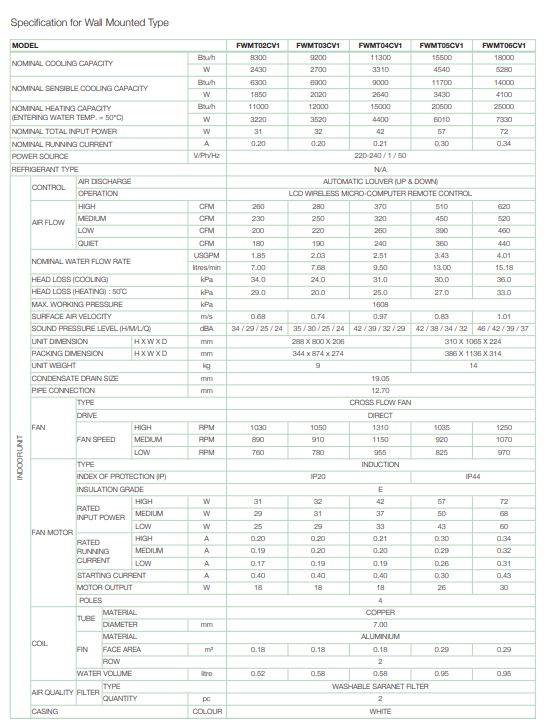 Specification for Wall Mounted Type
MODEL FWMT02CV1 FWMT03CV1 FWMT04CV1 FWMT05CV1 FWMT06CV1
NOMINAL COOLING CAPACITY Btu/h 8300 9200 11300 15500 18000
W 2430 2700 3310 4540 5280
NOMINAL SENSIBLE COOLING CAPACITY Btu/h 6300 6900 9000 11700 14000
W 1850 2020 2640 3430 4100
NOMINAL HEATING CAPACITY (ENTERING WATER TEMP. = 50°C) Btu/h 11000 12000 15000 20500 25000
W 3220 3520 4400 6010 7330
NOMINAL TOTAL INPUT POWER W 31 32 42 57 72
NOMINAL RUNNING CURRENT A 0.20 0.20 0.21 0.30 0.34
POWER SOURCE V/Ph/Hz 220-240 / 1 / 50
REFRIGERANT TYPE N/A
INDOOR UNIT
CONTROL AIR DISCHARGE AUTOMATIC LOUVER (UP & DOWN)
OPERATION LCD WIRELESS MICRO-COMPUTER REMOTE CONTROL
AIR FLOW HIGH CFM 260 280 370 510 620
MEDIUM CFM 230 250 320 450 520
LOW CFM 200 220 260 390 460
QUIET CFM 180 190 240 360 440
NOMINAL WATER FLOW RATE USGPM 1.85 2.03 2.51 3.43 4.01
litres/min 7.00 7.68 9.50 13.00 15.18
HEAD LOSS (COOLING) kPa 34.0 24.0 31.0 30.0 36.0
HEAD LOSS (HEATING) : 50°C kPa 29.0 20.0 25.0 27.0 33.0
MAX. WORKING PRESSURE kPa 1608
SURFACE AIR VELOCITY m/s 0.68 0.74 0.97 0.83 1.01
SOUND PRESSURE LEVEL (H/M/L/Q) dBA 34 / 29 / 25 / 24 35 / 30 / 25 / 24 42 / 39 / 32 / 29 42 / 38 / 34 / 32 46 / 42 / 39 / 37
UNIT DIMENSION H X W X D mm 288 X 800 X 206 310 X 1065 X 224
PACKING DIMENSION H X W X D mm 344 x 874 x 274 386 X 1136 X 314
UNIT WEIGHT kg 9 14
CONDENSATE DRAIN SIZE mm 19.05
PIPE CONNECTION mm 12.70
FAN TYPE CROSS FLOW FAN
DRIVE DIRECT
FAN SPEED HIGH RPM 1030 1050 1310 1035 1250
MEDIUM RPM 890 910 1150 920 1070
LOW RPM 760 780 955 825 970
FAN MOTOR TYPE INDUCTION
INDEX OF PROTECTION (IP) IP20 IP44
INSULATION GRADE E
RATED INPUT POWER HIGH W 31 32 42 57 72
MEDIUM W 29 31 37 50 68
LOW W 25 29 33 43 60
RATED RUNNING CURRENT HIGH A 0.20 0.20 0.21 0.30 0.34
MEDIUM A 0.19 0.20 0.20 0.29 0.32
LOW A 0.17 0.19 0.19 0.26 0.31
STARTING CURRENT A 0.40 0.40 0.40 0.30 0.43
MOTOR OUTPUT W 18 18 18 26 30
POLES 4
COIL TUBE MATERIAL COPPER
DIAMETER mm 7.00
FIN MATERIAL ALUMINIUM
FACE AREA m² 0.18 0.18 0.18 0.29 0.29
ROW 2
WATER VOLUME litre 0.52 0.58 0.58 0.95 0.95
AIR QUALITY FILTER TYPE WASHABLE SARANET FILTER
QUANTITY pc 2
CASING COLOUR WHITE